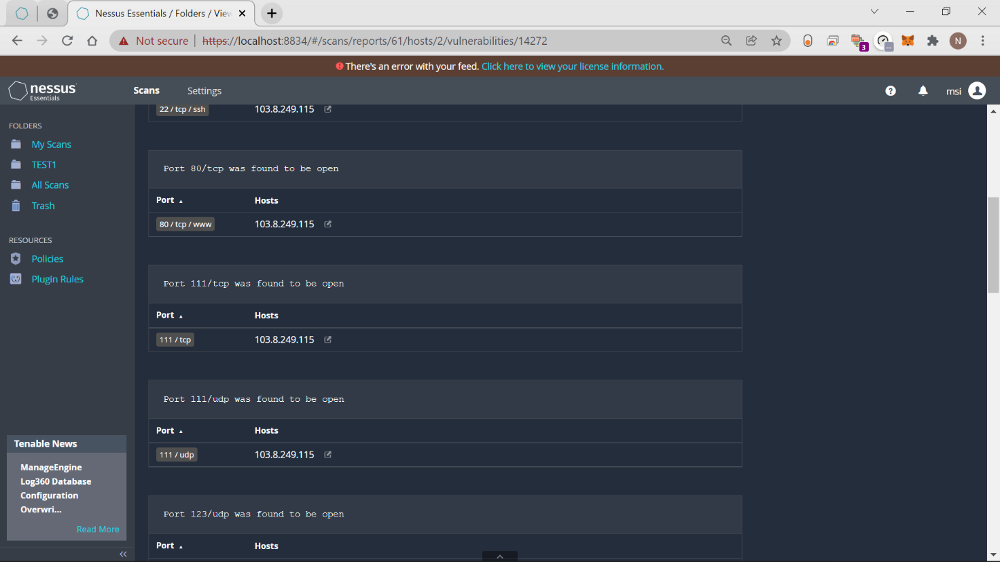 Nessus Essentials / Folders / View
Not secure | https://localhost:8834/#/scans/reports/61/hosts/2/vulnerabilities/14272
3
N
There's an error with your feed. Click here to view your license information.
nessus
Essentials
Scans
Settings
?
msi
FOLDERS
My Scans
TEST1
All Scans
Trash
RESOURCES
Policies
Plugin Rules
Tenable News
ManageEngine
Log360 Database
Configuration
Overwri...
Read More
22 / tcp / ssh 103.8.249.115
Port 80/tcp was found to be open
Port Hosts
80 / tcp / www 103.8.249.115
Port 111/tcp was found to be open
Port Hosts
111 / tcp 103.8.249.115
Port 111/udp was found to be open
Port Hosts
111 / udp 103.8.249.115
Port 123/udp was found to be open
Port Hosts